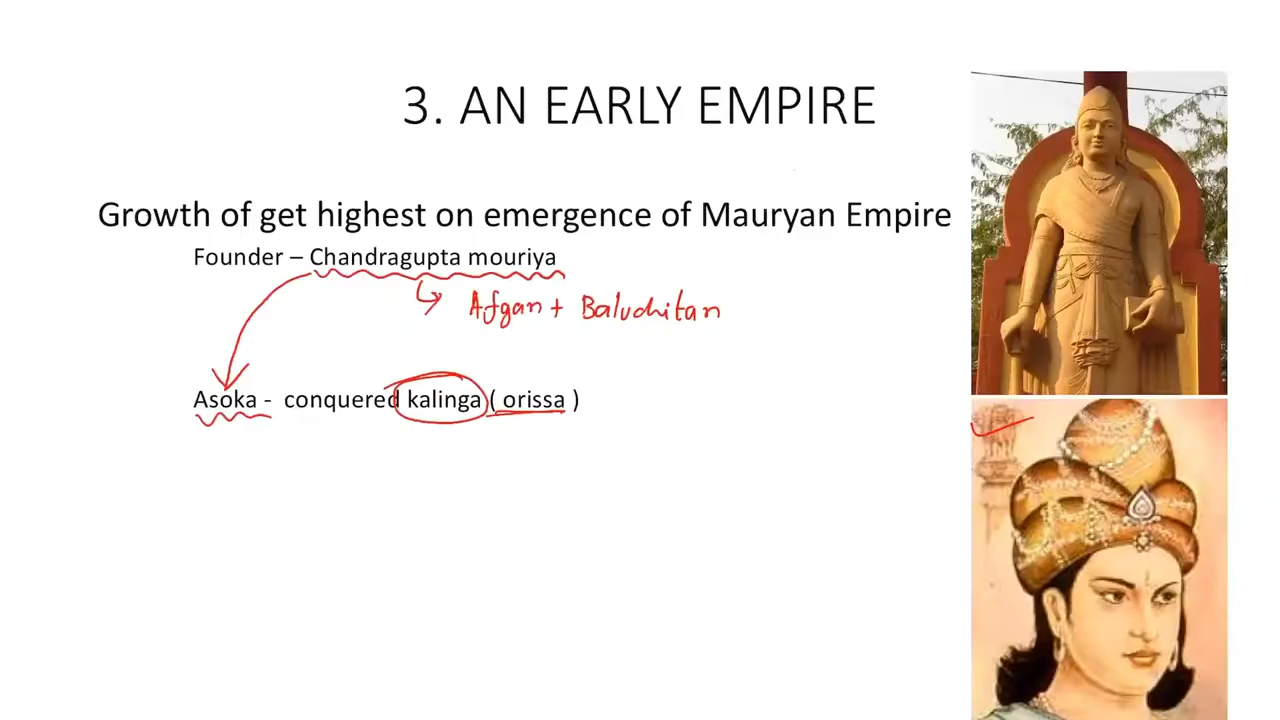 3. AN EARLY EMPIRE
Growth of get highest on emergence of Mauryan Empire
Founder – Chandragupta mouriya
Afgan + Baluchitan
Asoka - conquered kalinga ( orissa )